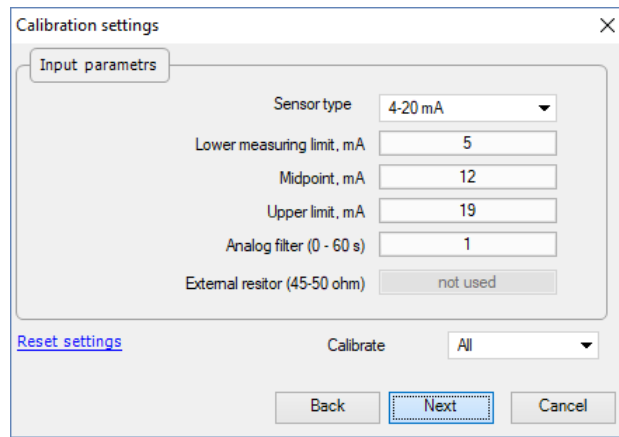 Calibration settings
Input parametrs
Sensor type 4-20 mA
Lower measuring limit, mA 5
Midpoint, mA 12
Upper limit, mA 19
Analog filter (0 - 60 s) 1
External resitor (45-50 ohm) not used
Reset settings Calibrate All
Back Next Cancel